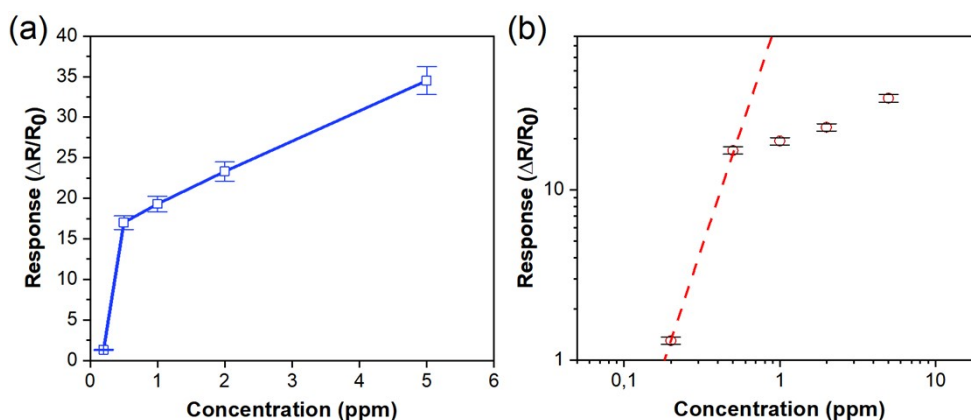 (a)
40
35
30
25
20
15
10
5
0
Response (ΔR/R0)
0 1 2 3 4 5 6
Concentration (ppm)
(b)
10
1
Response (ΔR/R0)
0,1 1 10
Concentration (ppm)